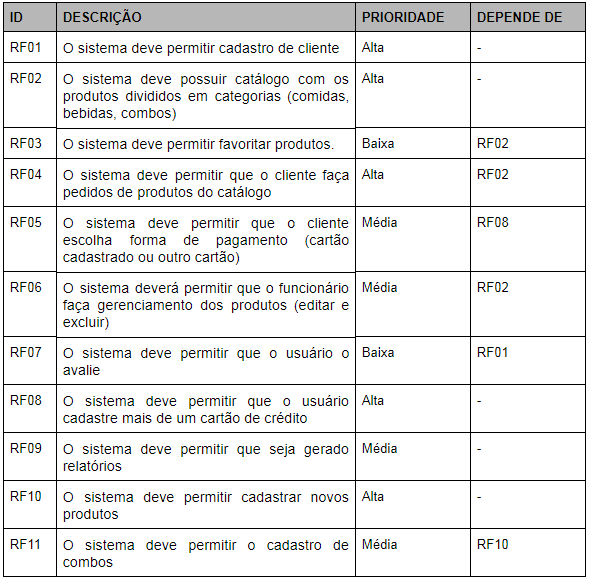 ID DESCRIÇÃO PRIORIDADE DEPENDE DE
RF01 O sistema deve permitir cadastro de cliente Alta -
RF02 O sistema deve possuir catálogo com os Alta -
produtos divididos em categorias (comidas,
bebidas, combos)
RF03 O sistema deve permitir favoritar produtos. Baixa RF02
RF04 O sistema deve permitir que o cliente faça Alta RF02
pedidos de produtos do catálogo
RF05 O sistema deve permitir que o cliente Média RF08
escolha forma de pagamento (cartão
cadastrado ou outro cartão)
RF06 O sistema deverá permitir que o funcionário Média RF02
faça gerenciamento dos produtos (editar e
excluir)
RF07 O sistema deve permitir que o usuário o Baixa RF01
avalie
RF08 O sistema deve permitir que o usuário Alta -
cadastre mais de um cartão de crédito
RF09 O sistema deve permitir que seja gerado Média -
relatórios
RF10 O sistema deve permitir cadastrar novos Alta -
produtos
RF11 O sistema deve permitir o cadastro de Média RF10
combos